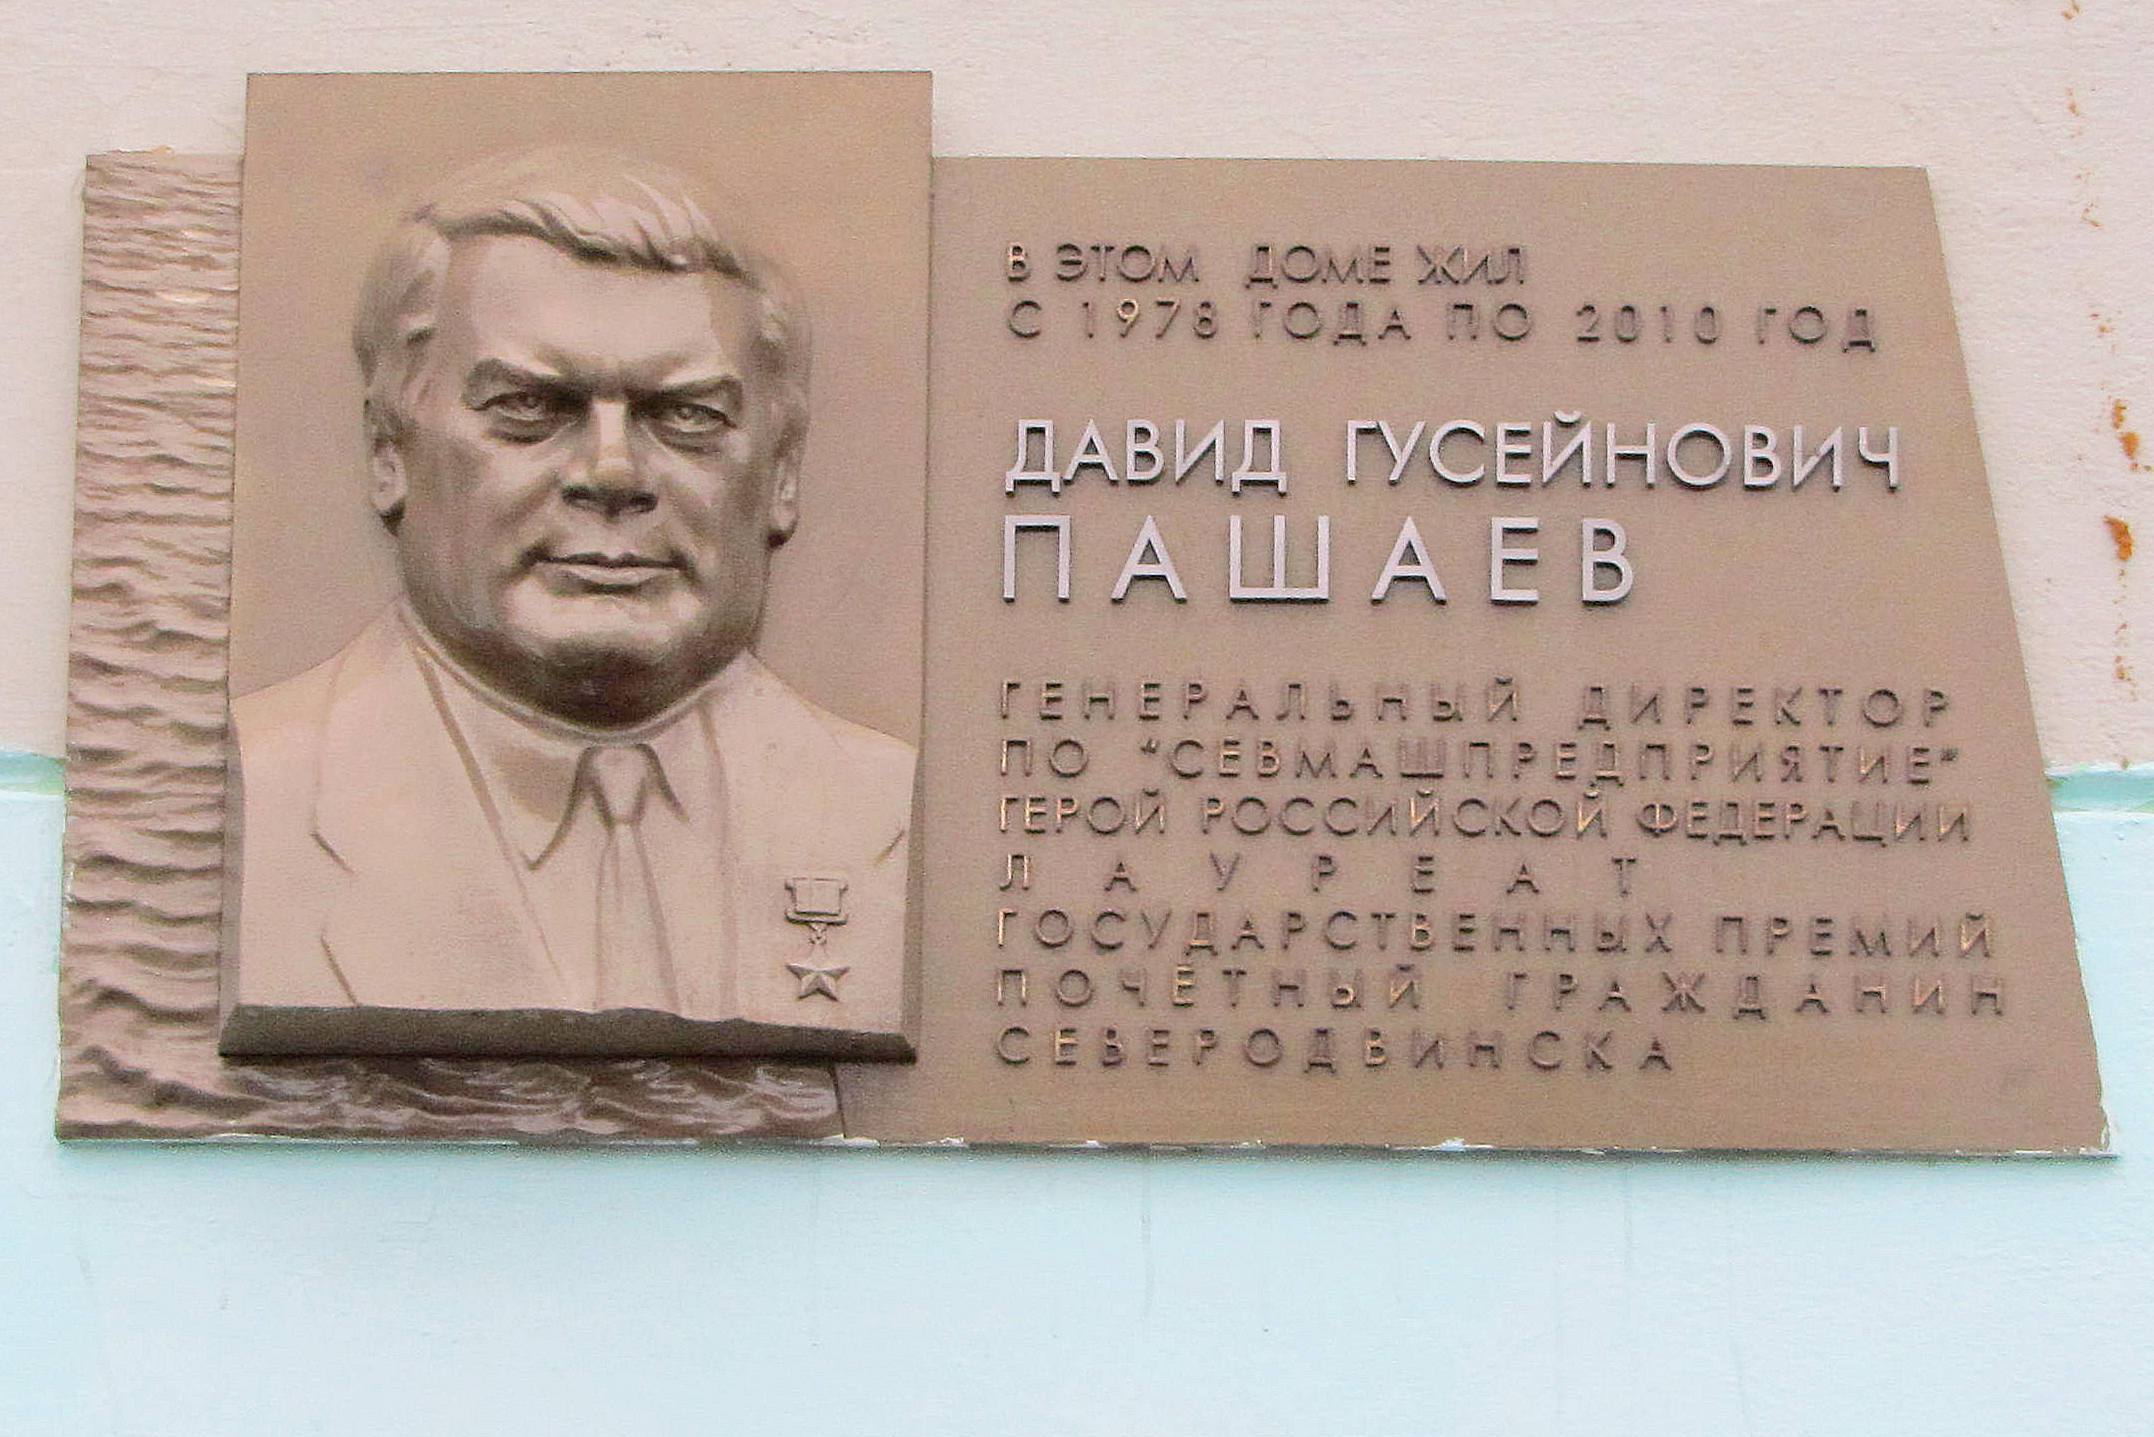 В ЭТОМ ДОМЕ ЖИЛ
С 1978 ГОДА ПО 2010 ГОД
ДАВИД ГУСЕЙНОВИЧ
ПАШАЕВ
ГЕНЕРАЛЬНЫЙ ДИРЕКТОР
ПО "СЕВМАШПРЕДПРИЯТИЕ"
ГЕРОЙ РОССИЙСКОЙ ФЕДЕРАЦИИ
ЛАУРЕАТ
ГОСУДАРСТВЕННЫХ ПРЕМИЙ
ПОЧЁТНЫЙ ГРАЖДАНИН
СЕВЕРОДВИНСКА